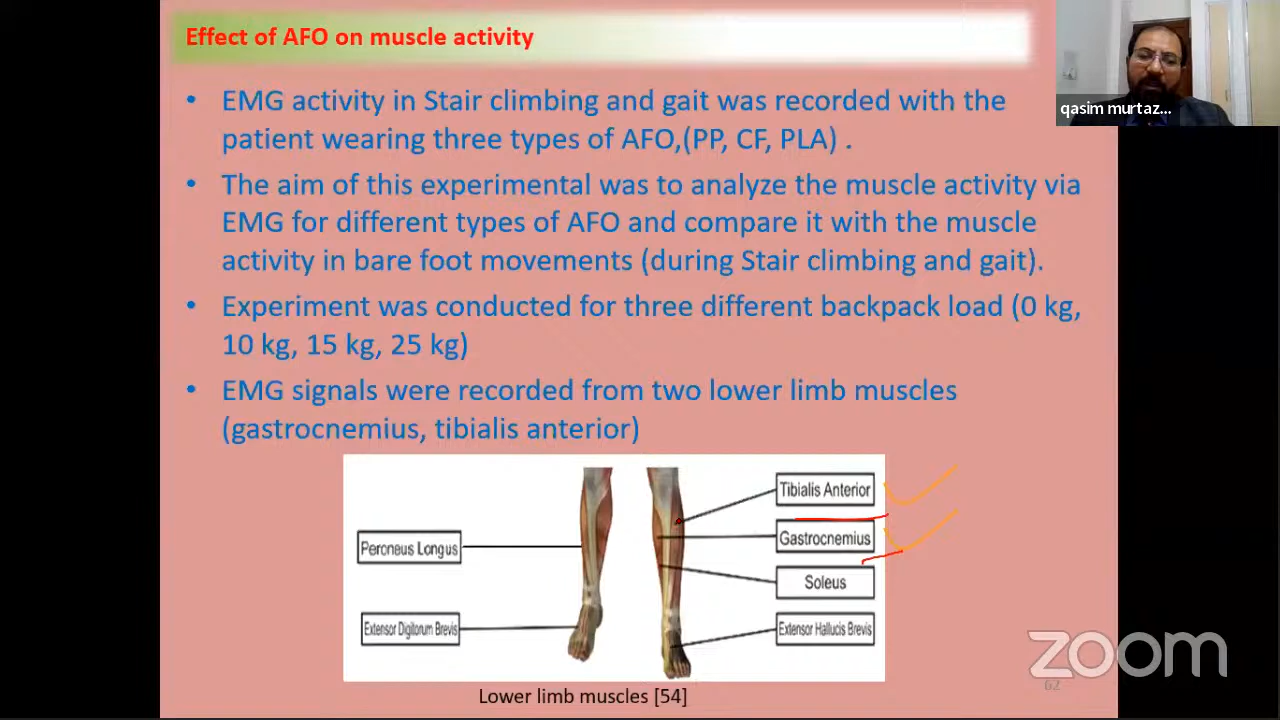 Effect of AFO on muscle activity
• EMG activity in Stair climbing and gait was recorded with the
patient wearing three types of AFO,(PP, CF, PLA) .
• The aim of this experimental was to analyze the muscle activity via
EMG for different types of AFO and compare it with the muscle
activity in bare foot movements (during Stair climbing and gait).
• Experiment was conducted for three different backpack load (0 kg,
10 kg, 15 kg, 25 kg)
• EMG signals were recorded from two lower limb muscles
(gastrocnemius, tibialis anterior)
Tibialis Anterior
Gastrocnemius
Peroneus Longus
Soleus
Extensor Digitorum Brevis
Extensor Hallucis Brevis
Lower limb muscles [54]
qasim murtaz...
zoom
62